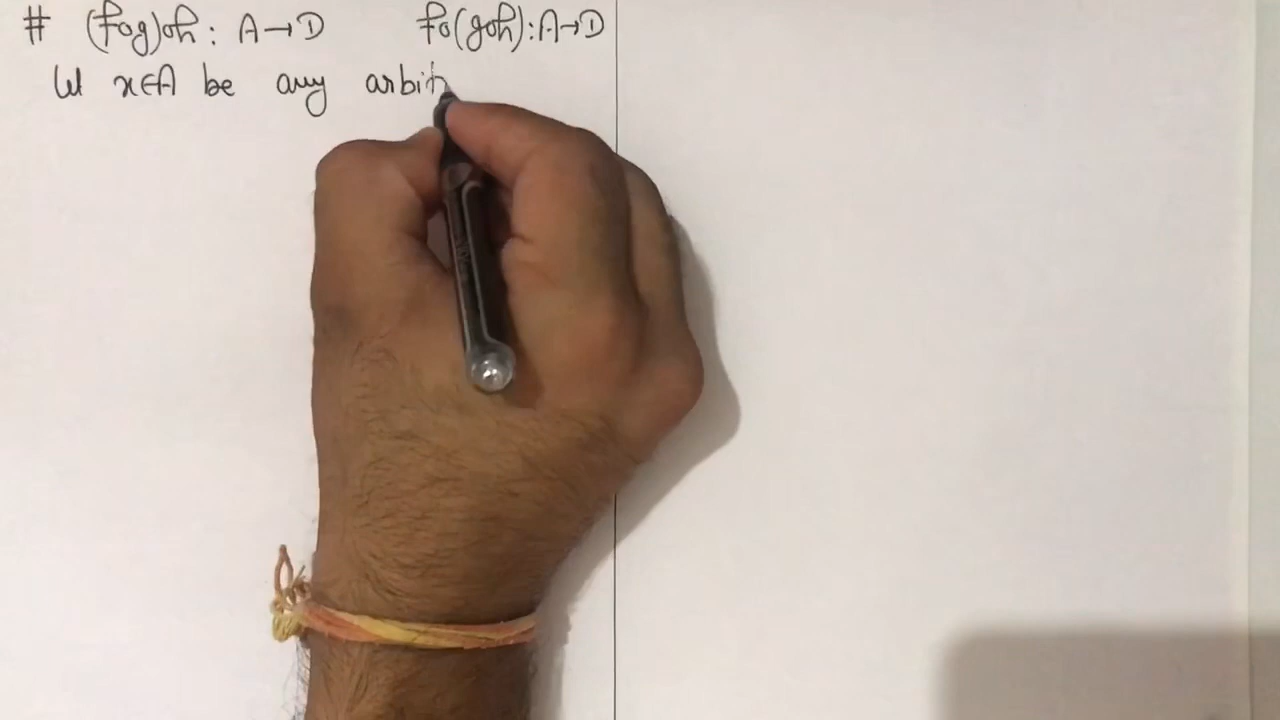 # (fog)oh : A→D fo(goh) : A→D
Let x∈A be any arbit